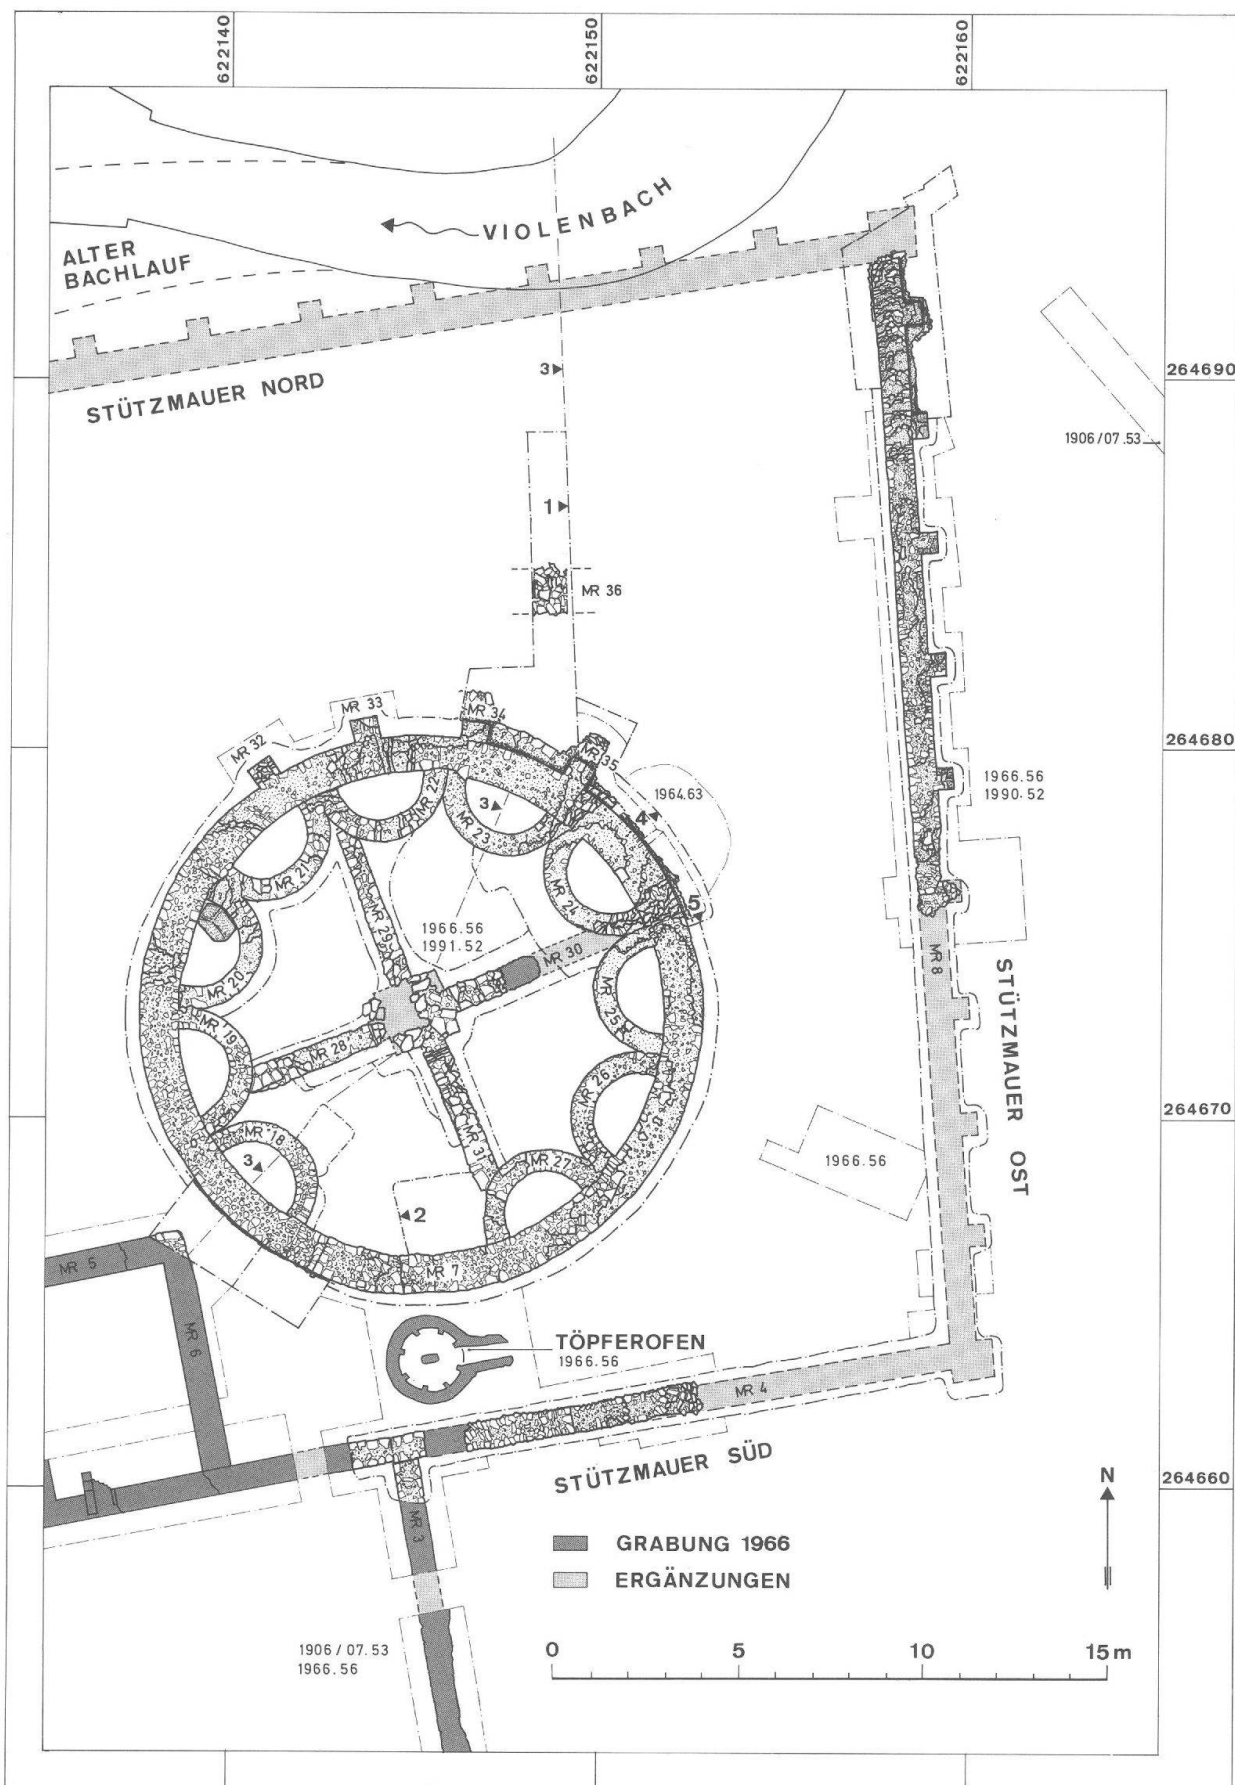 622140
622150
622160
VIOLENBACH
ALTER
BACHLAUF
STÜTZMAUER NORD
3
264690
1906/07.53
1
MR 36
MR 33
MR 34
MR 32
MR 35
264680
1966.56
1990.52
1964.63
4
3
MR 22
MR 23
MR 21
MR 24
5
MR 29
1966.56
1991.52
MR 30
MR 8
MR 20
MR 25
STÜTZMAUER OST
MR 19
MR 28
MR 26
264670
MR 18
MR 31
MR 27
3
1966.56
2
MR 5
MR 7
MR 6
TÖPFEROFEN
1966.56
MR 4
STÜTZMAUER SÜD
264660
N
MR 3
GRABUNG 1966
ERGÄNZUNGEN
1906 / 07.53
1966.56
0 5 10 15 m